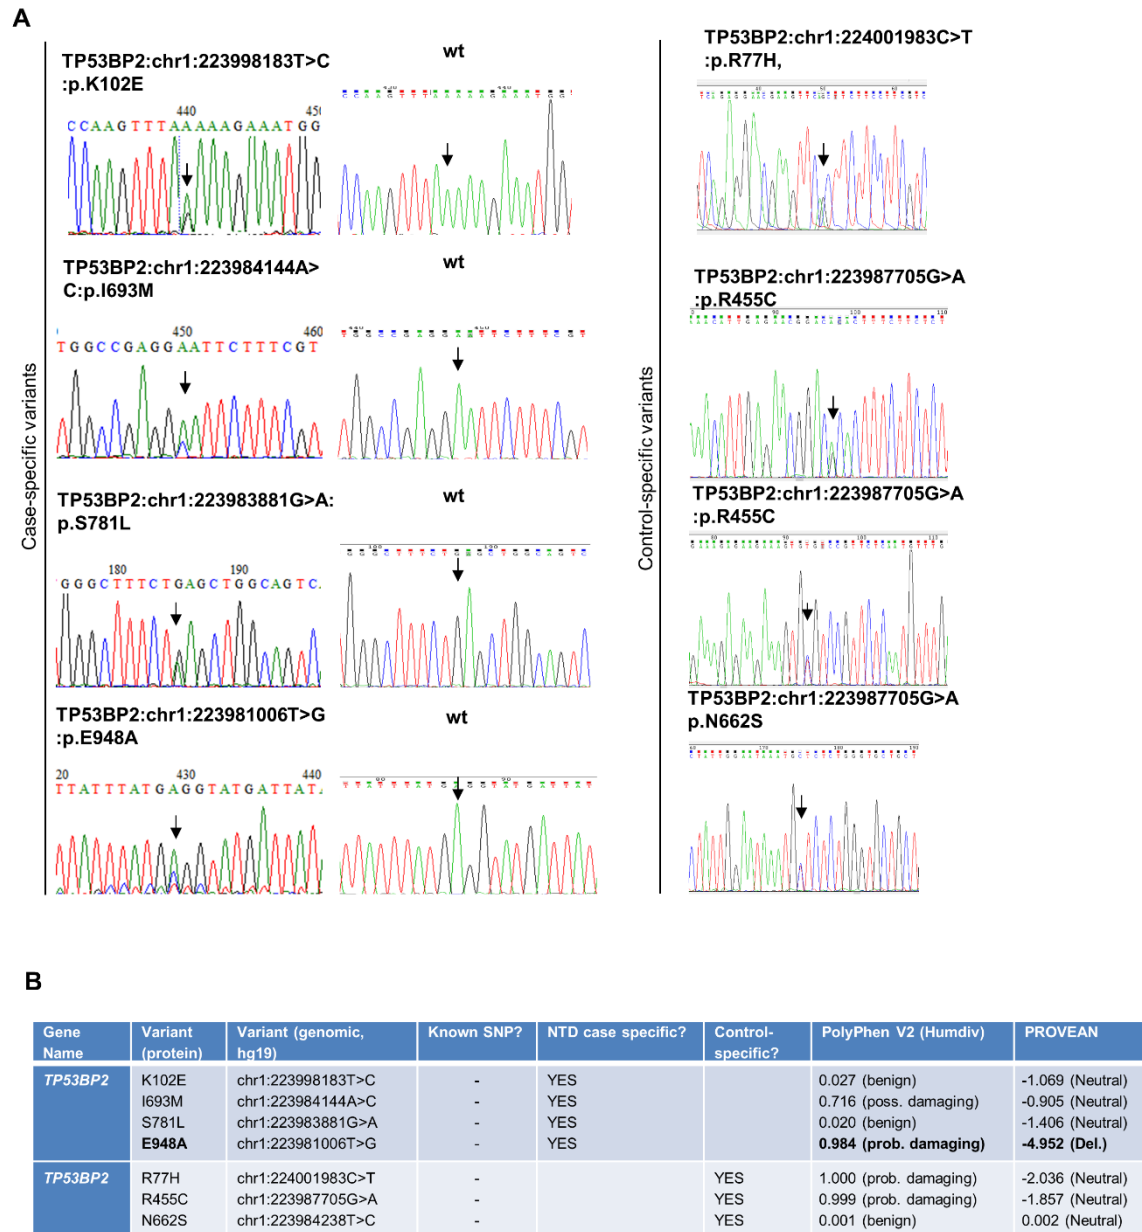 A
Case-specific variants
TP53BP2:chr1:223998183T>C
:p.K102E
440
450
CCAAGTTTAAAAAGAAATGG
wt
TP53BP2:chr1:223984144A>
C:p.I693M
450
460
TGGCCGAGGAATTCTTTCGT
wt
TP53BP2:chr1:223983881G>A:
p.S781L
180
190
GGGCTTTCTGAGCTGGCAGTC
wt
TP53BP2:chr1:223981006T>G
:p.E948A
20
430
440
TTATTTATGAGGTATGATTAT
wt
Control-specific variants
TP53BP2:chr1:224001983C>T
:p.R77H,
TP53BP2:chr1:223987705G>A
:p.R455C
90
110
TP53BP2:chr1:223987705G>A
:p.R455C
TP53BP2:chr1:223987705G>A
p.N662S
B
Gene Name	Variant (protein)	Variant (genomic, hg19)	Known SNP?	NTD case specific?	Control-specific?	PolyPhen V2 (Humdiv)	PROVEAN
TP53BP2	K102E	chr1:223998183T>C	-	YES	0.027 (benign)	-1.069 (Neutral)
I693M	chr1:223984144A>C	-	YES	0.716 (poss. damaging)	-0.905 (Neutral)
S781L	chr1:223983881G>A	-	YES	0.020 (benign)	-1.406 (Neutral)
E948A	chr1:223981006T>G	-	YES	0.984 (prob. damaging)	-4.952 (Del.)
TP53BP2	R77H	chr1:224001983C>T	-	YES	1.000 (prob. damaging)	-2.036 (Neutral)
R455C	chr1:223987705G>A	-	YES	0.999 (prob. damaging)	-1.857 (Neutral)
N662S	chr1:223984238T>C	-	YES	0.001 (benign)	0.002 (Neutral)